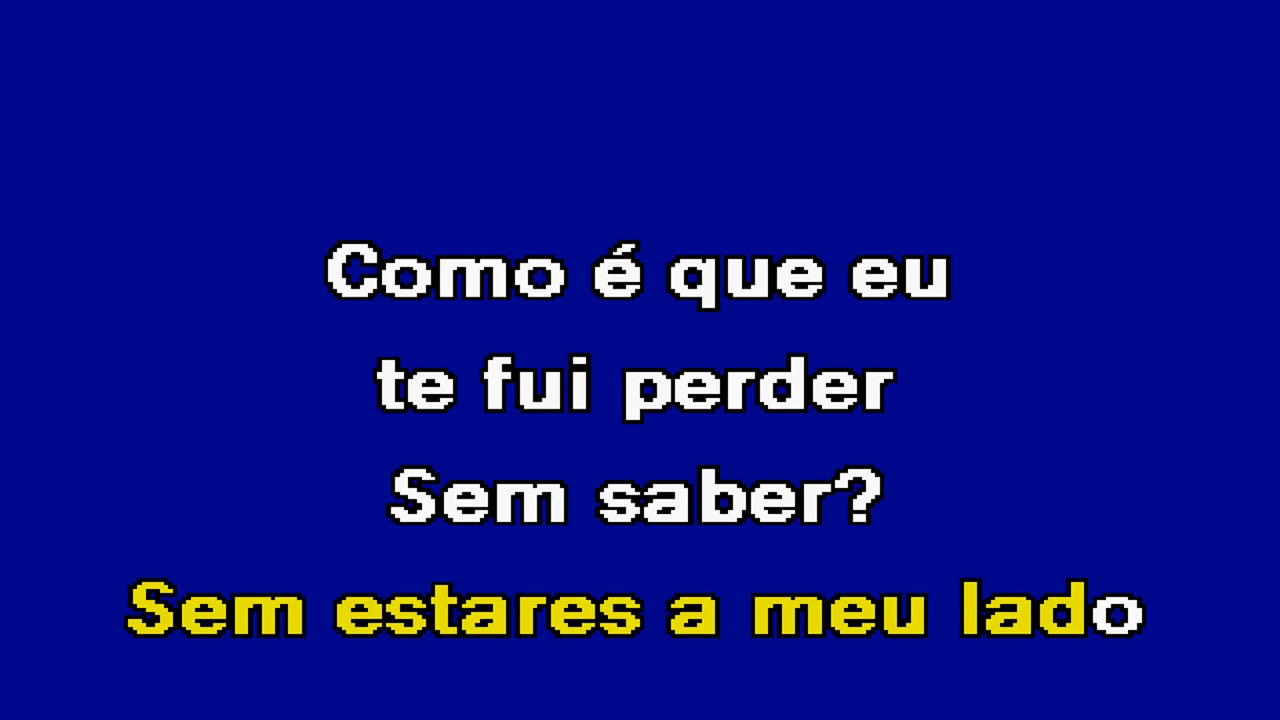 Como é que eu
te fui perder
Sem saber?
Sem estares a meu lado